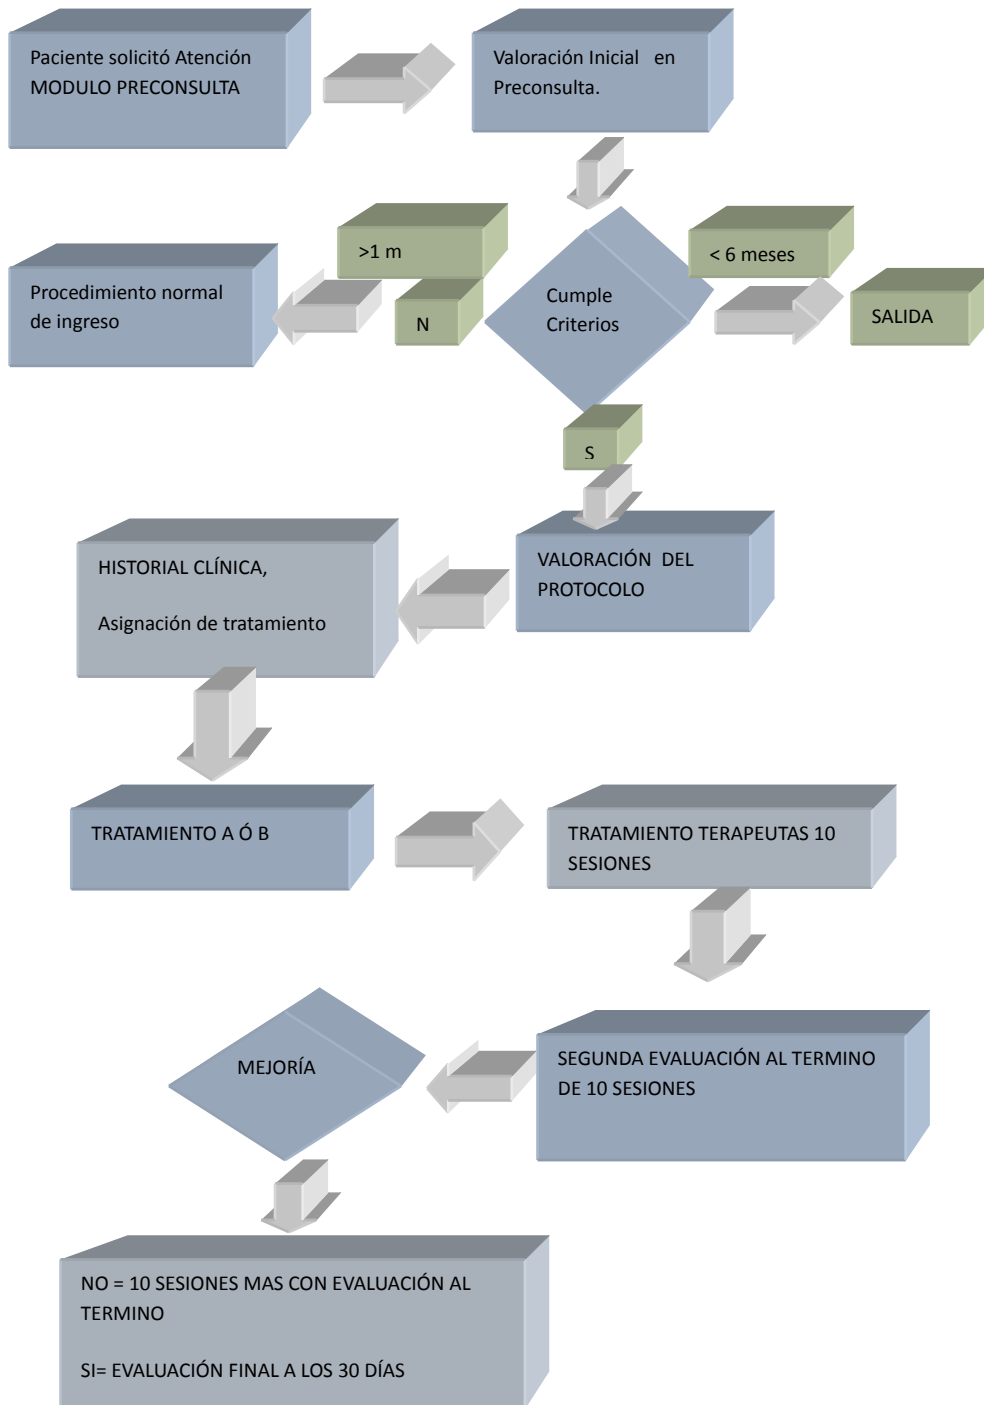 Paciente solicitó Atención
MODULO PRECONSULTA
Valoración Inicial en
Preconsulta.
>1 m
< 6 meses
Procedimiento normal
de ingreso
N
Cumple
Criterios
SALIDA
S
VALORACIÓN DEL
PROTOCOLO
HISTORIAL CLÍNICA,
Asignación de tratamiento
TRATAMIENTO A Ó B
TRATAMIENTO TERAPEUTAS 10
SESIONES
MEJORÍA
SEGUNDA EVALUACIÓN AL TERMINO
DE 10 SESIONES
NO = 10 SESIONES MAS CON EVALUACIÓN AL
TERMINO
SI= EVALUACIÓN FINAL A LOS 30 DÍAS